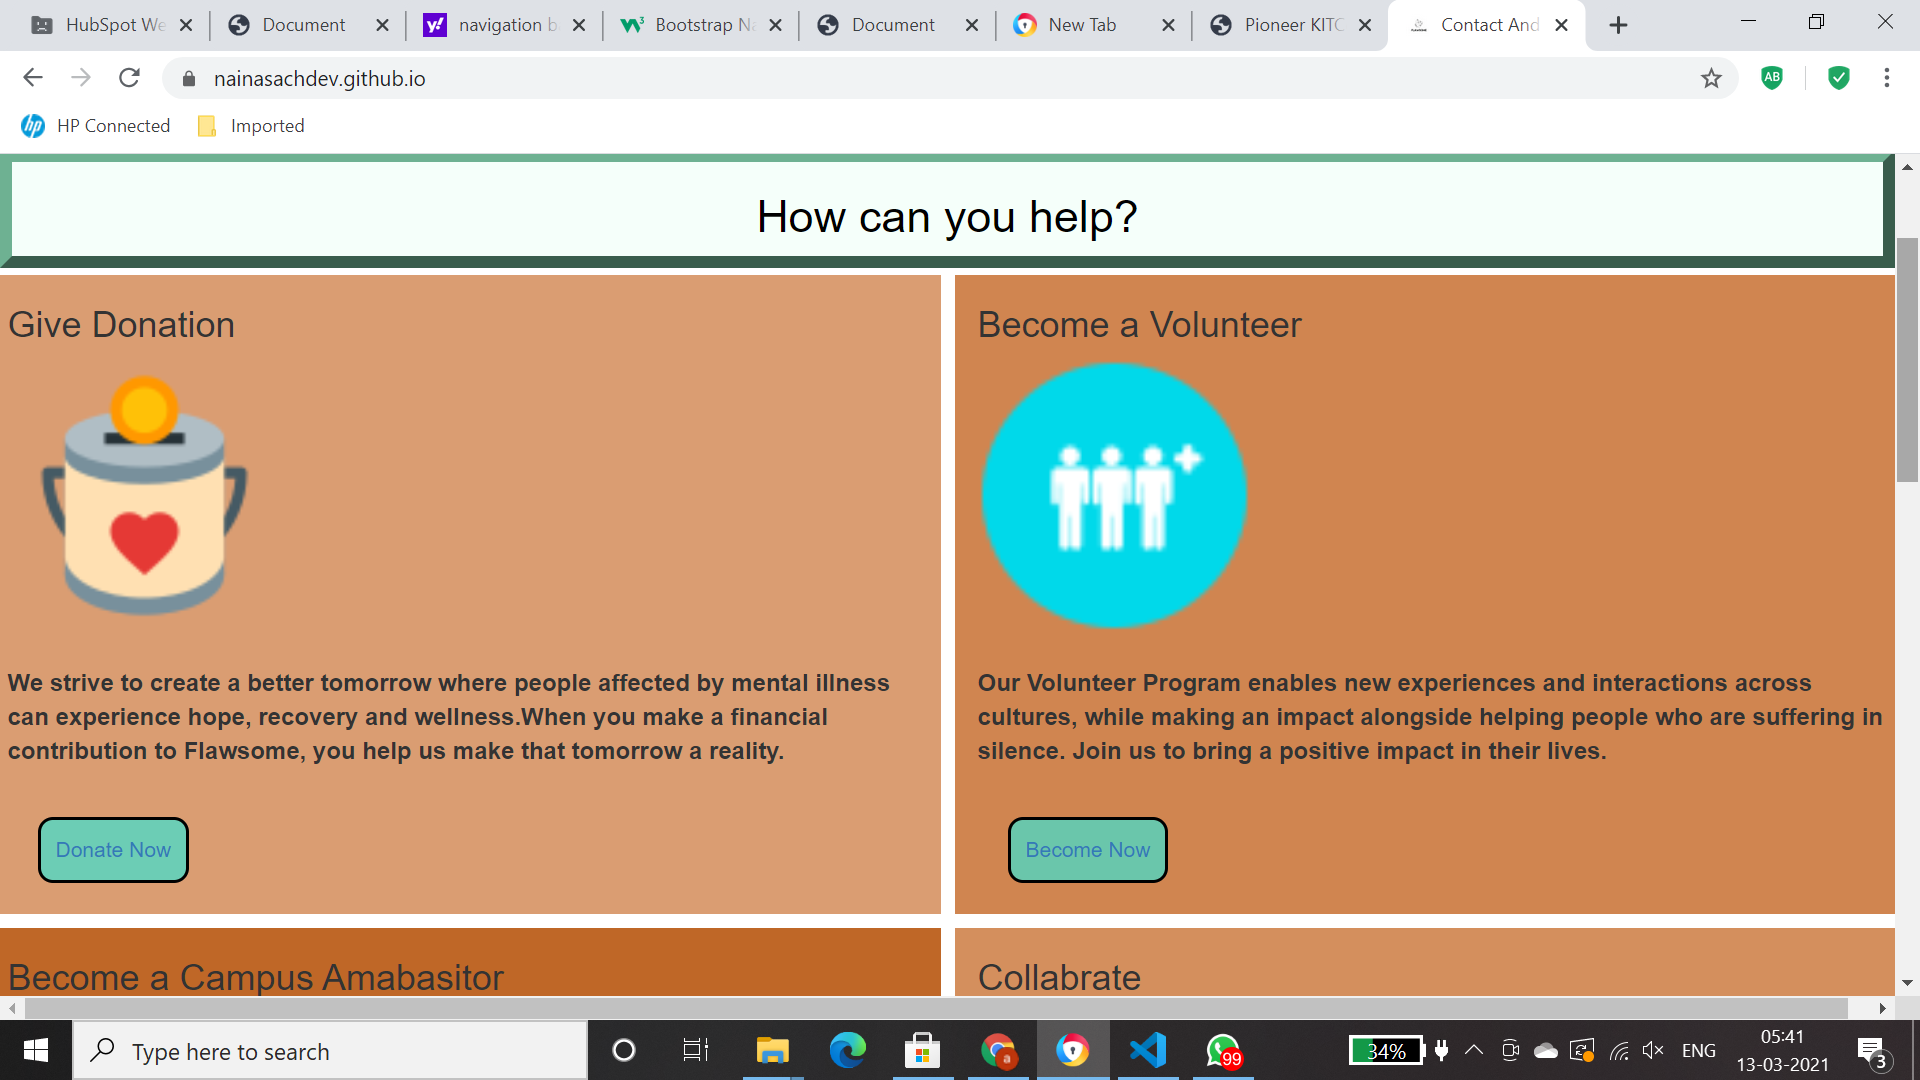 HubSpot We
Document
navigation b
Bootstrap Na
Document
New Tab
Pioneer KITC
Contact And
nainasachdev.github.io
AB
hp HP Connected
Imported
How can you help?
Give Donation
Become a Volunteer
We strive to create a better tomorrow where people affected by mental illness
can experience hope, recovery and wellness.When you make a financial
contribution to Flawsome, you help us make that tomorrow a reality.
Our Volunteer Program enables new experiences and interactions across
cultures, while making an impact alongside helping people who are suffering in
silence. Join us to bring a positive impact in their lives.
Donate Now
Become Now
Become a Campus Amabasitor
Collabrate
Type here to search
a
99
34%
ENG
05:41
13-03-2021
3